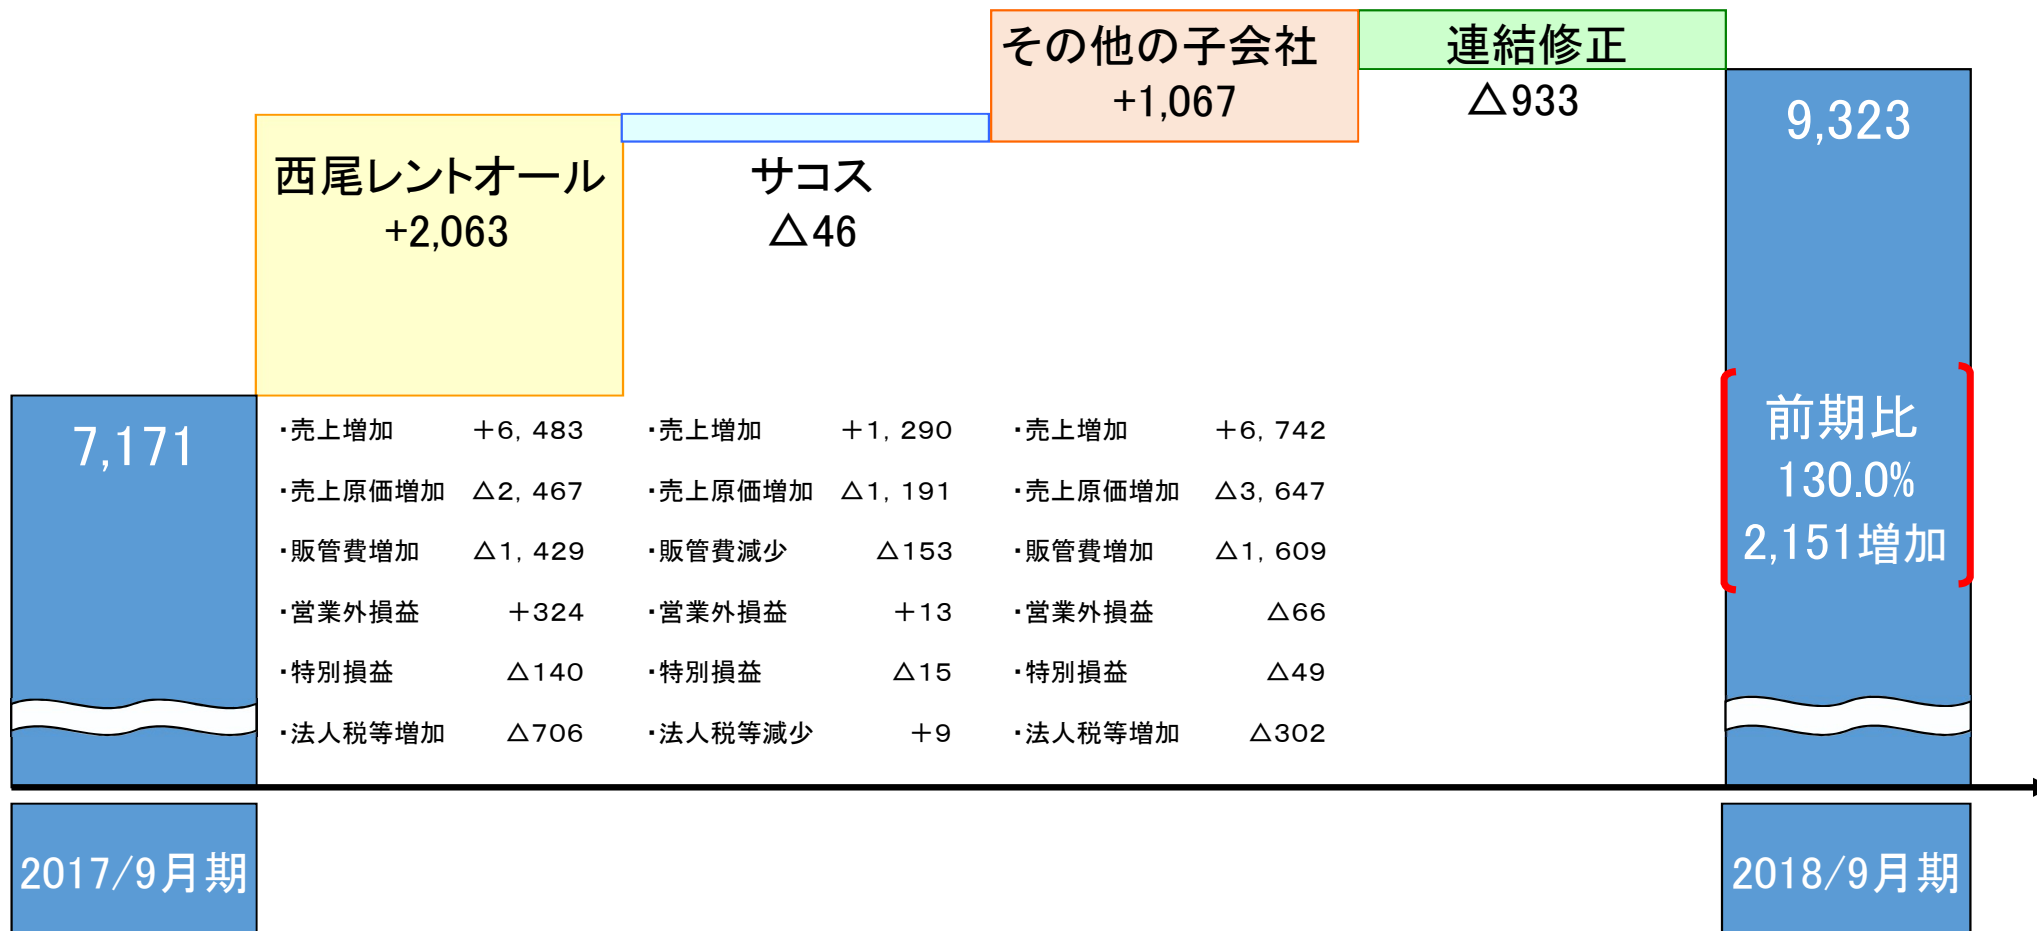 その他の子会社
+1,067
連結修正
△933
9,323
西尾レントオール
+2,063
サコス
△46
7,171
・売上増加 +6,483
・売上原価増加 △2,467
・販管費増加 △1,429
・営業外損益 +324
・特別損益 △140
・法人税等増加 △706
・売上増加 +1,290
・売上原価増加 △1,191
・販管費減少 △153
・営業外損益 +13
・特別損益 △15
・法人税等減少 +9
・売上増加 +6,742
・売上原価増加 △3,647
・販管費増加 △1,609
・営業外損益 △66
・特別損益 △49
・法人税等増加 △302
前期比
130.0%
2,151増加
2017/9月期
2018/9月期